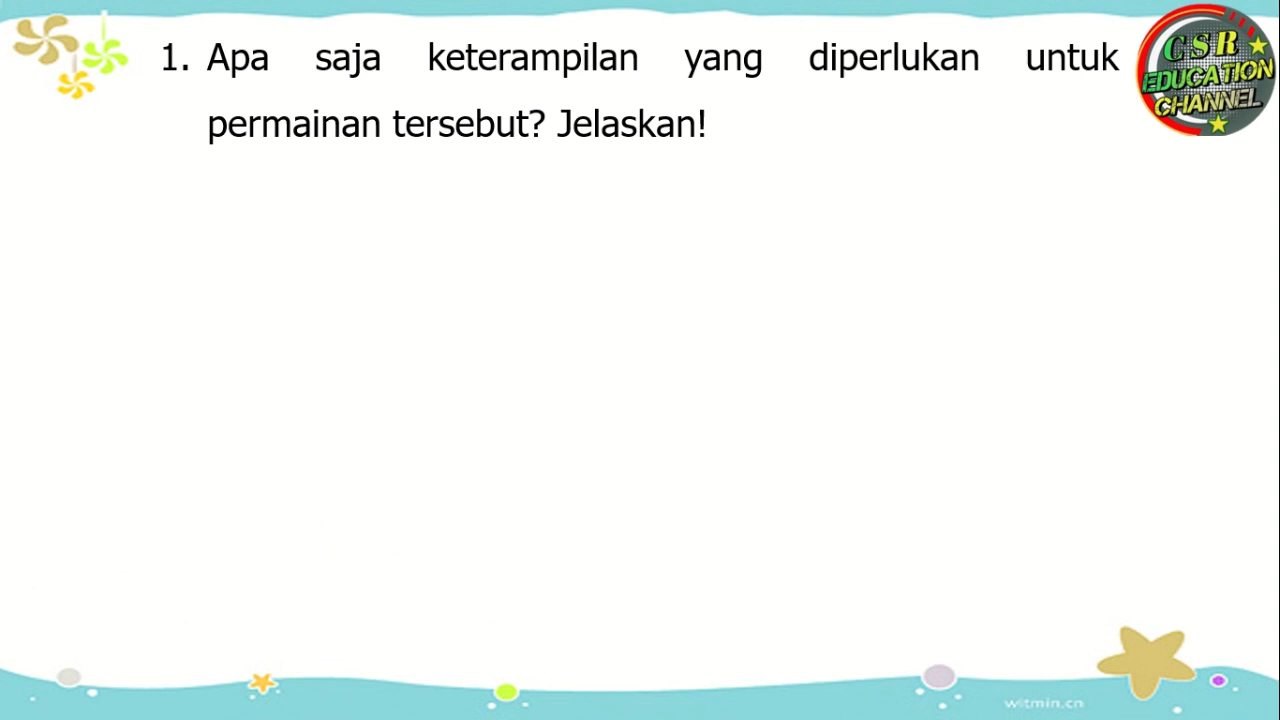 1. Apa saja keterampilan yang diperlukan untuk
permainan tersebut? Jelaskan!
CSR
EDUCATION
CHANNEL
witmin.cn